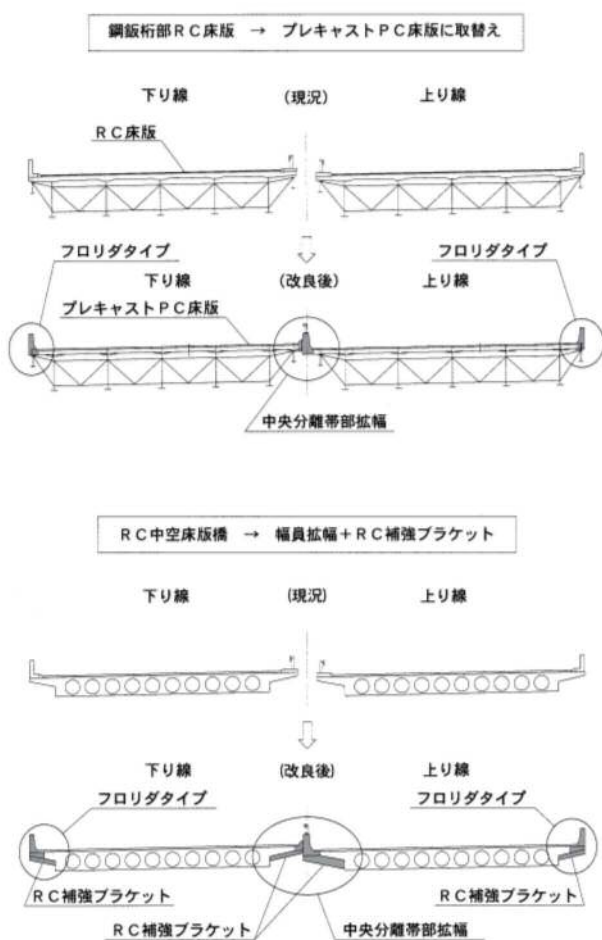 鋼鈑桁部RC床版 → プレキャストPC床版に取替え
下り線 (現況) 上り線
RC床版
フロリダタイプ フロリダタイプ
下り線 (改良後) 上り線
プレキャストPC床版
中央分離帯部拡幅
RC中空床版橋 → 幅員拡幅+RC補強ブラケット
下り線 (現況) 上り線
下り線 (改良後) 上り線
フロリダタイプ フロリダタイプ
RC補強ブラケット RC補強ブラケット
RC補強ブラケット 中央分離帯部拡幅